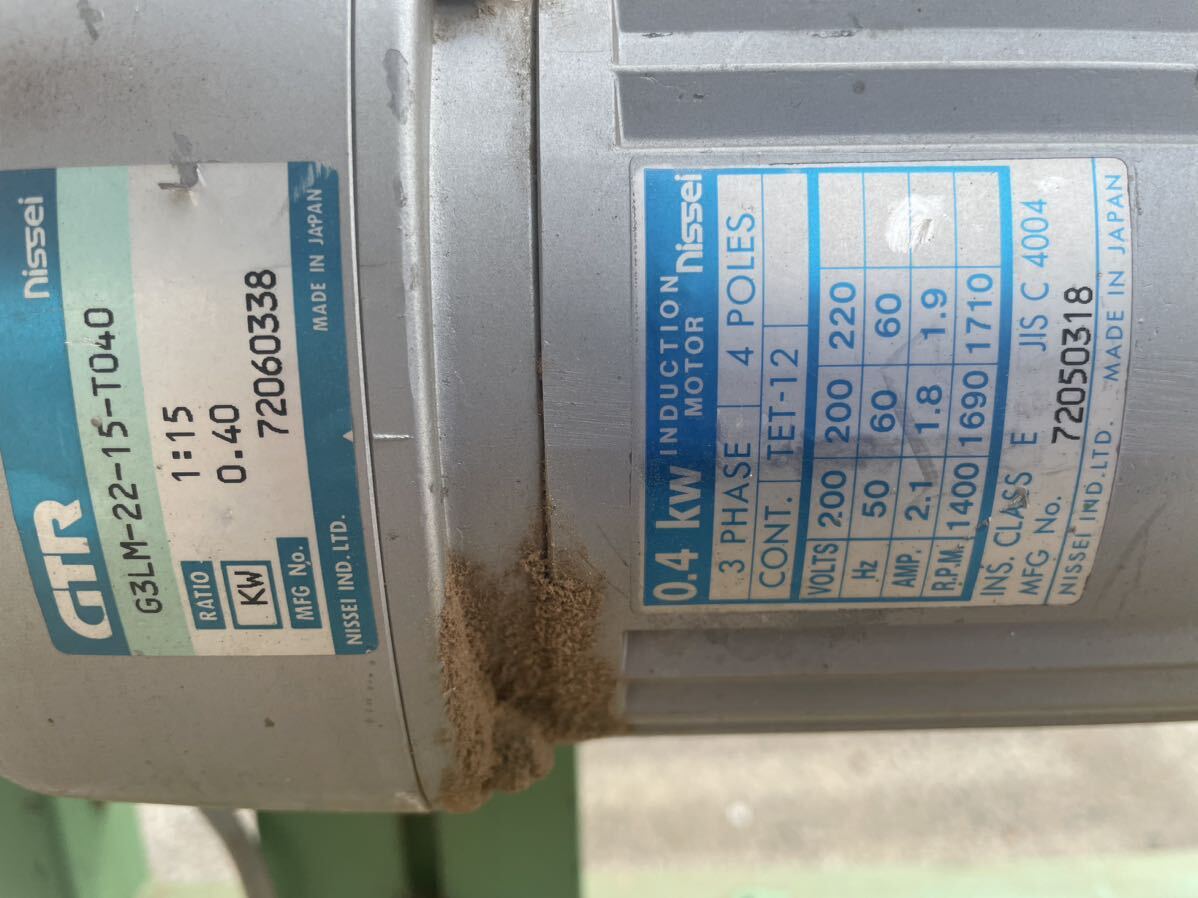 GTR nissei
G3LM-22-15-T040
RATIO 1:15
KW 0.40
MFG No. 72060338
NISSEI IND. LTD. MADE IN JAPAN
0.4 kW INDUCTION MOTOR nissei
3 PHASE 4 POLES
CONT. TET-12
VOLTS 200 200 220
Hz 50 60 60
AMP. 2.1 1.8 1.9
R.P.M. 1400 1690 1710
INS. CLASS E JIS C 4004
MFG No. 72050318
NISSEI IND.LTD. MADE IN JAPAN